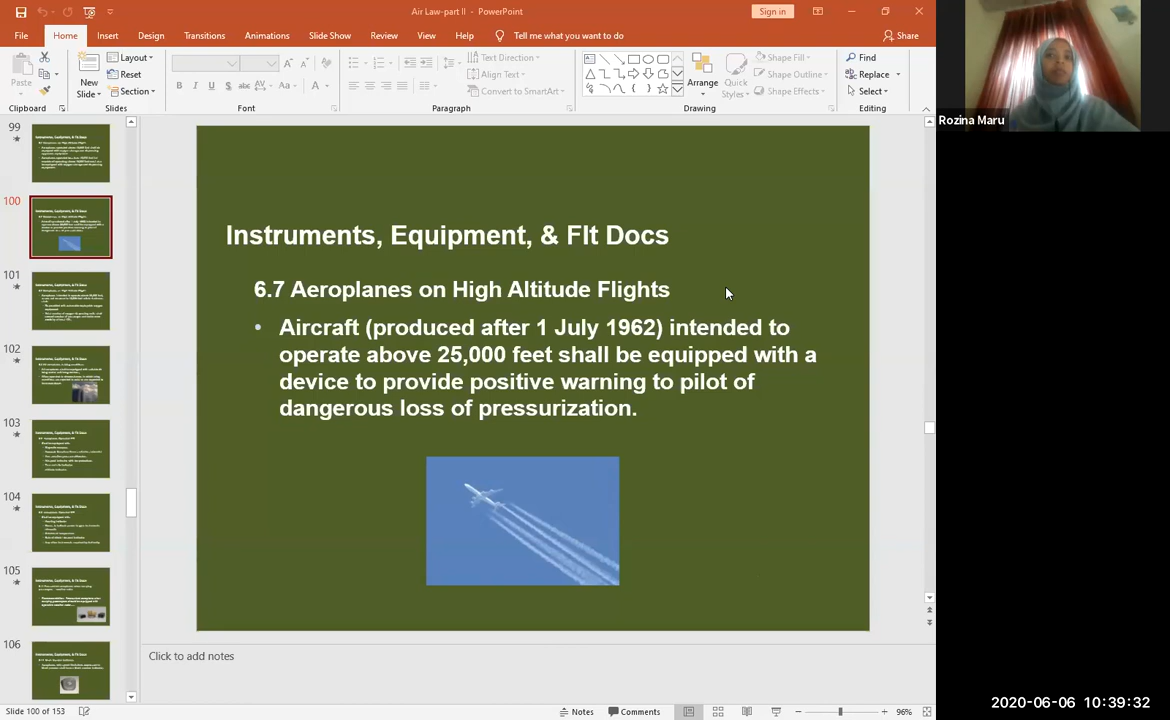 Air Law-part II - PowerPoint
Sign in
File Home Insert Design Transitions Animations Slide Show Review View Help Tell me what you want to do Share
Paste
New
Slide
Layout
Reset
Section
B I U S abc AV Aa A
Text Direction
Align Text
Convert to SmartArt
Arrange
Quick
Styles
Shape Fill
Shape Outline
Shape Effects
Find
Replace
Select
Clipboard Slides Font Paragraph Drawing Editing
Rozina Maru
99
100
101
102
103
104
105
106
Instruments, Equipment, & Flt Docs
6.7 Aeroplanes on High Altitude Flights
• Aircraft (produced after 1 July 1962) intended to
operate above 25,000 feet shall be equipped with a
device to provide positive warning to pilot of
dangerous loss of pressurization.
Click to add notes
Slide 100 of 153 Notes Comments 96%
2020-06-06 10:39:32